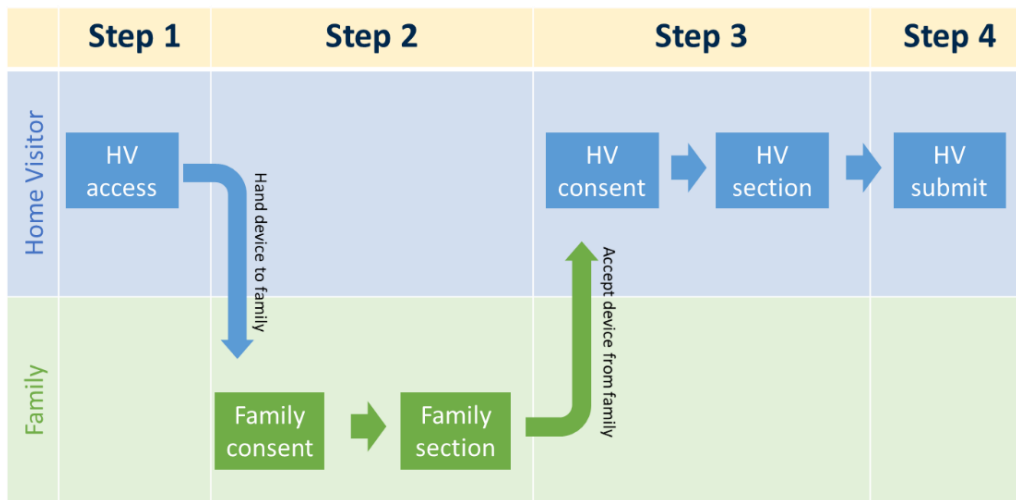 Step 1
Step 2
Step 3
Step 4
Home Visitor
HV
access
Hand device to family
HV
consent
HV
section
HV
submit
Accept device from family
Family
Family
consent
Family
section